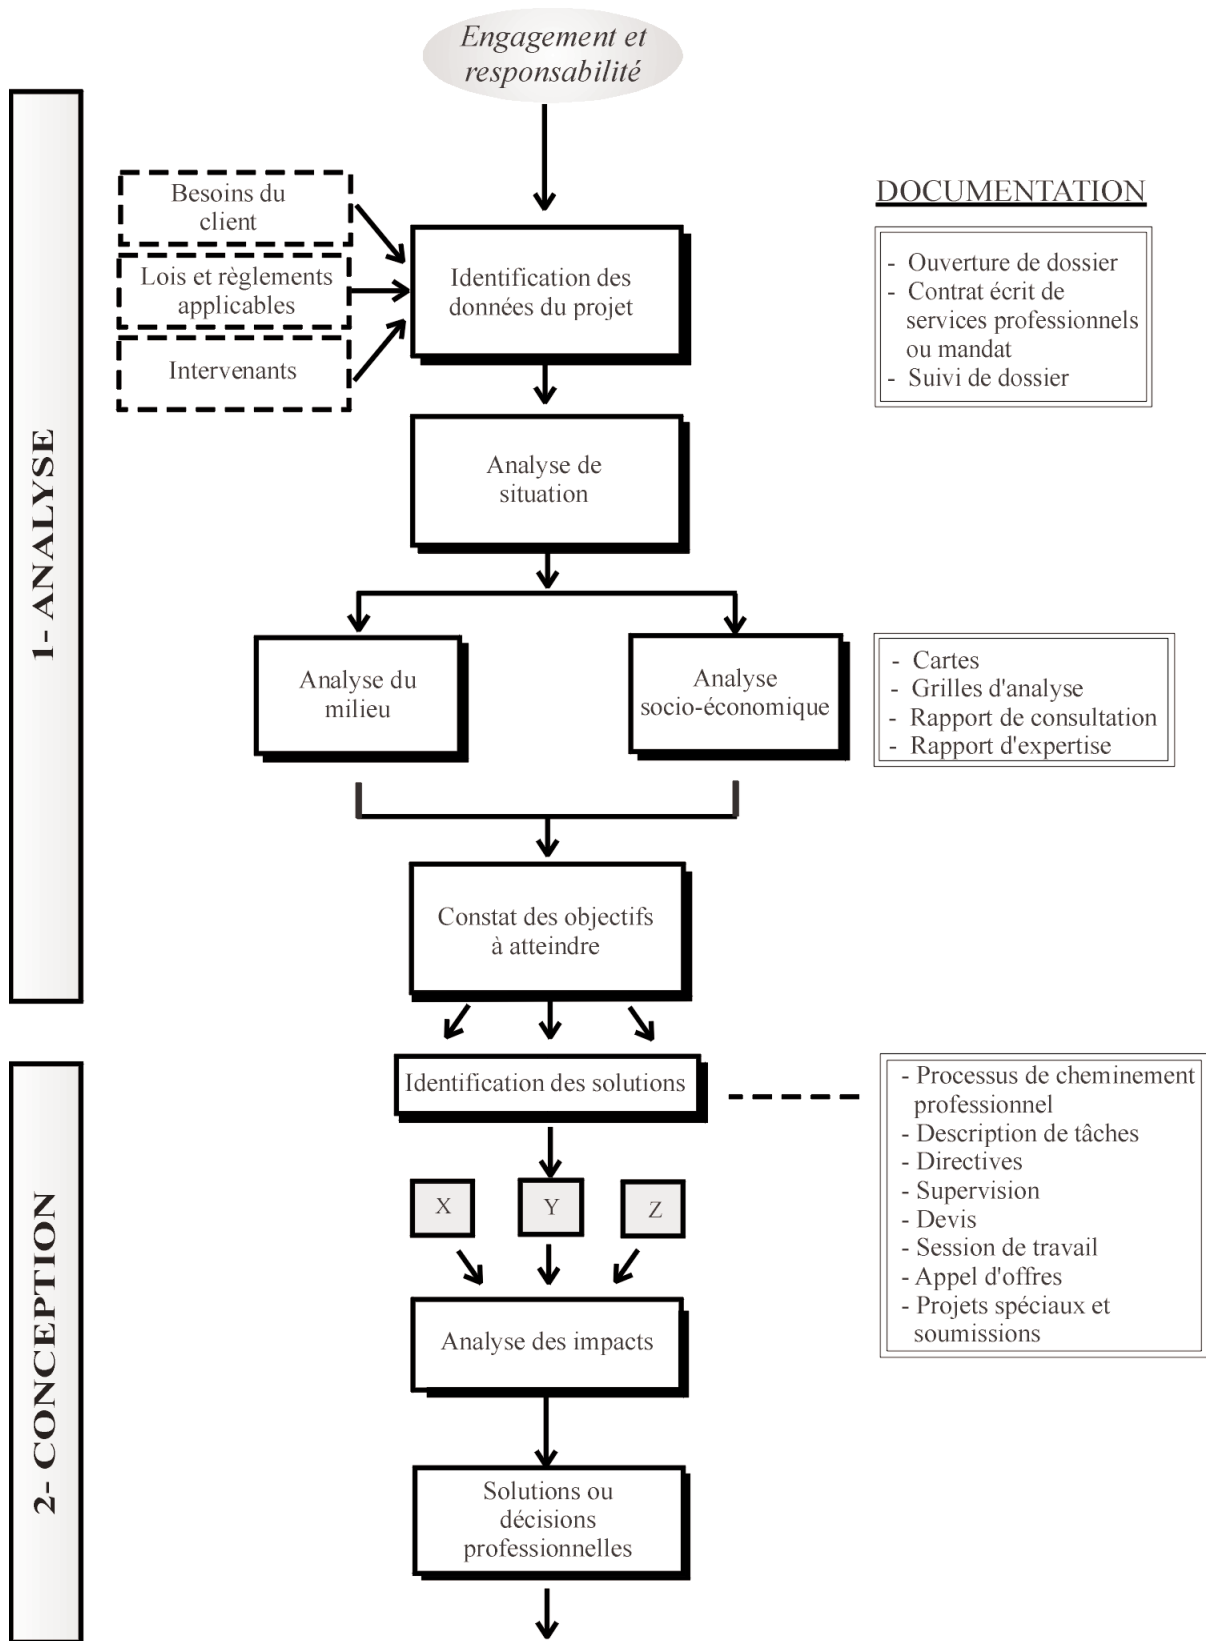 Engagement et
responsabilité
1- ANALYSE
Besoins du
client
Lois et règlements
applicables
Intervenants
Identification des
données du projet
DOCUMENTATION
- Ouverture de dossier
- Contrat écrit de
services professionnels
ou mandat
- Suivi de dossier
Analyse de
situation
Analyse du
milieu
Analyse
socio-économique
- Cartes
- Grilles d'analyse
- Rapport de consultation
- Rapport d'expertise
Constat des objectifs
à atteindre
2- CONCEPTION
Identification des solutions
- Processus de cheminement
professionnel
- Description de tâches
- Directives
- Supervision
- Devis
- Session de travail
- Appel d'offres
- Projets spéciaux et
soumissions
X
Y
Z
Analyse des impacts
Solutions ou
décisions
professionnelles